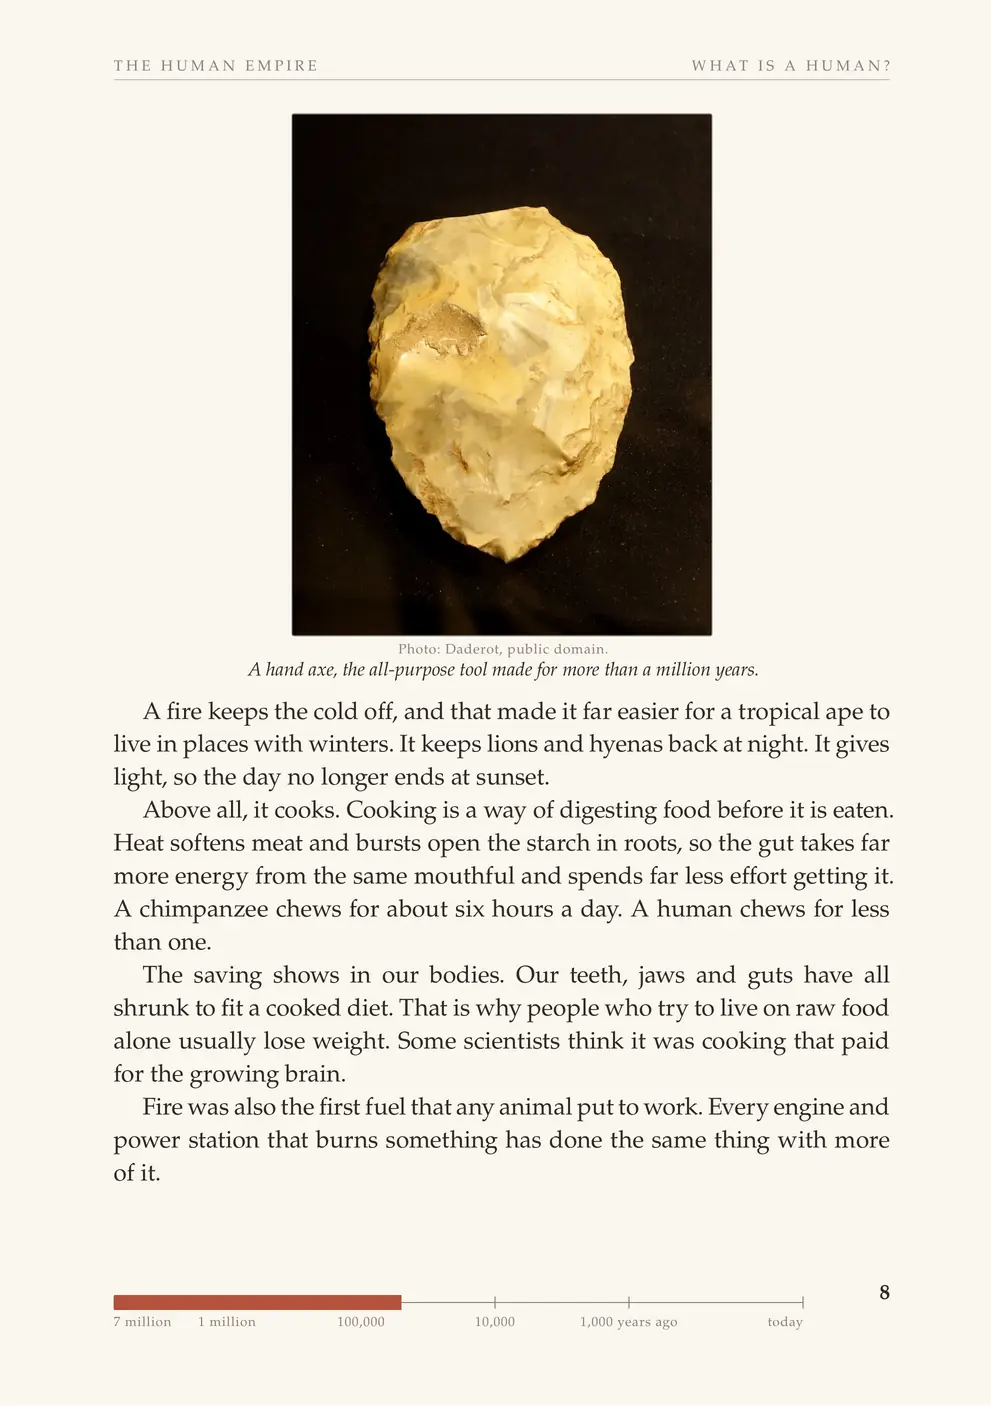 THE HUMAN EMPIRE
WHAT IS A HUMAN?
Photo: Daderot, public domain.
A hand axe, the all-purpose tool made for more than a million years.
A fire keeps the cold off, and that made it far easier for a tropical ape to
live in places with winters. It keeps lions and hyenas back at night. It gives
light, so the day no longer ends at sunset.
Above all, it cooks. Cooking is a way of digesting food before it is eaten.
Heat softens meat and bursts open the starch in roots, so the gut takes far
more energy from the same mouthful and spends far less effort getting it.
A chimpanzee chews for about six hours a day. A human chews for less
than one.
The saving shows in our bodies. Our teeth, jaws and guts have all
shrunk to fit a cooked diet. That is why people who try to live on raw food
alone usually lose weight. Some scientists think it was cooking that paid
for the growing brain.
Fire was also the first fuel that any animal put to work. Every engine and
power station that burns something has done the same thing with more
of it.
8
7 million 1 million 100,000 10,000 1,000 years ago today